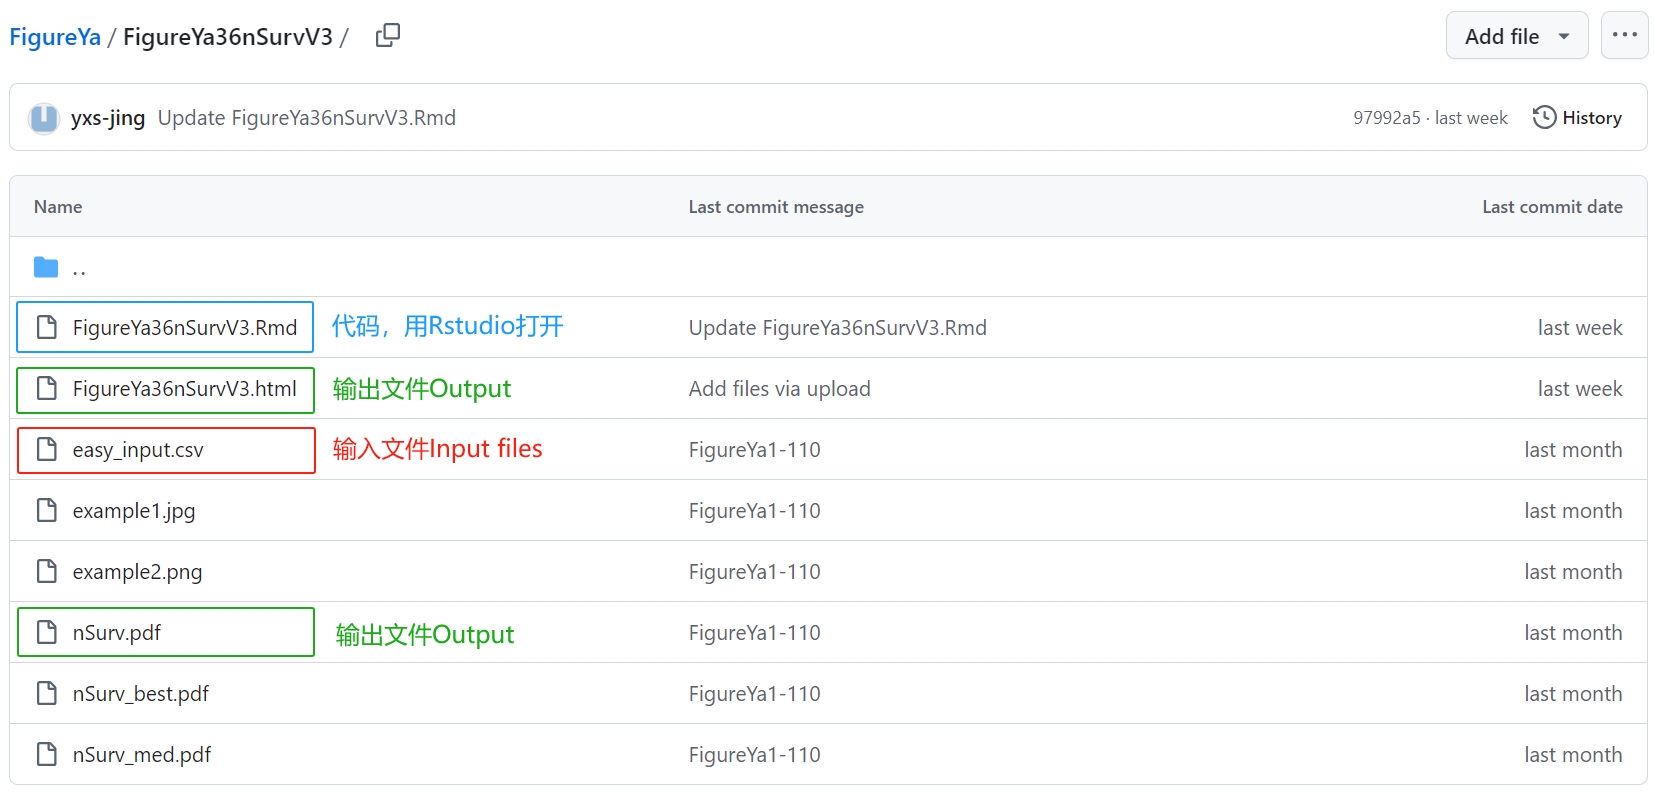 FigureYa / FigureYa36nSurvV3 /
Add file
yxs-jing Update FigureYa36nSurvV3.Rmd 97992a5 · last week History
Name Last commit message Last commit date
..
FigureYa36nSurvV3.Rmd 代码，用Rstudio打开 Update FigureYa36nSurvV3.Rmd last week
FigureYa36nSurvV3.html 输出文件Output Add files via upload last week
easy_input.csv 输入文件Input files FigureYa1-110 last month
example1.jpg FigureYa1-110 last month
example2.png FigureYa1-110 last month
nSurv.pdf 输出文件Output FigureYa1-110 last month
nSurv_best.pdf FigureYa1-110 last month
nSurv_med.pdf FigureYa1-110 last month